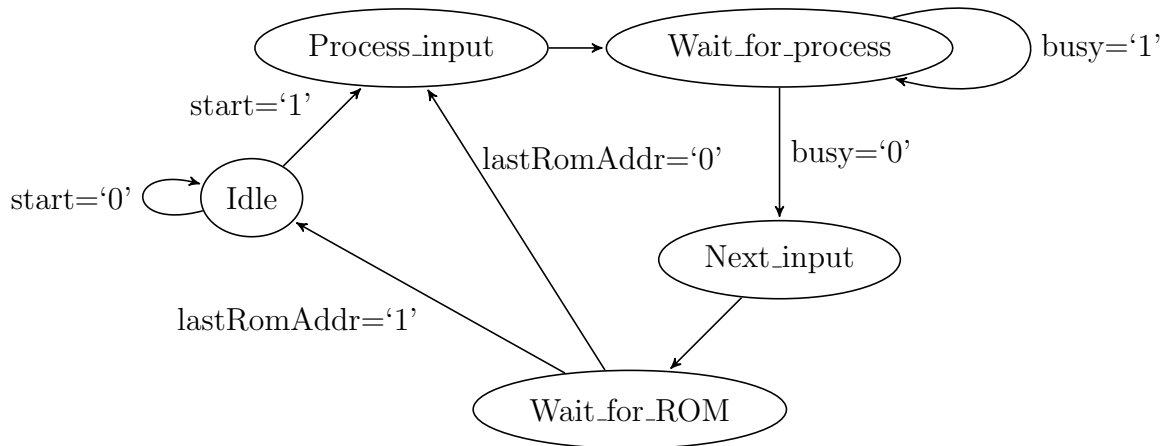 Process_input
Wait_for_process
busy=‘1’
start=‘1’
lastRomAddr=‘0’
busy=‘0’
start=‘0’
Idle
Next_input
lastRomAddr=‘1’
Wait_for_ROM